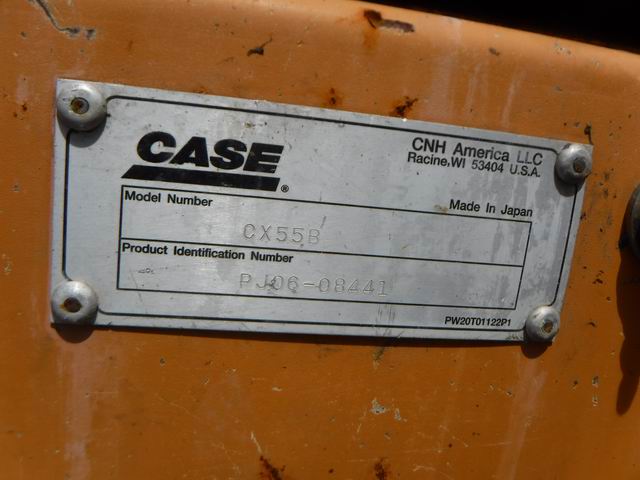 CASE®
CNH America LLC
Racine, WI 53404 U.S.A.
Model Number
Made In Japan
CX55B
Product Identification Number
PJ06-08441
PW20T01122P1